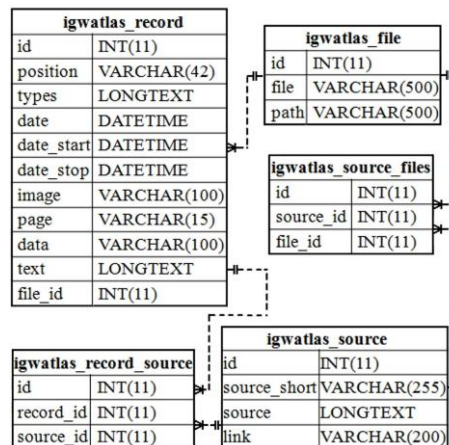 igwatlas_record
id INT(11)
position VARCHAR(42)
types LONGTEXT
date DATETIME
date_start DATETIME
date_stop DATETIME
image VARCHAR(100)
page VARCHAR(15)
data VARCHAR(100)
text LONGTEXT
file_id INT(11)
igwatlas_file
id INT(11)
file VARCHAR(500)
path VARCHAR(500)
igwatlas_source_files
id INT(11)
source_id INT(11)
file_id INT(11)
igwatlas_record_source
id INT(11)
record_id INT(11)
source_id INT(11)
igwatlas_source
id INT(11)
source_short VARCHAR(255)
source LONGTEXT
link VARCHAR(200)